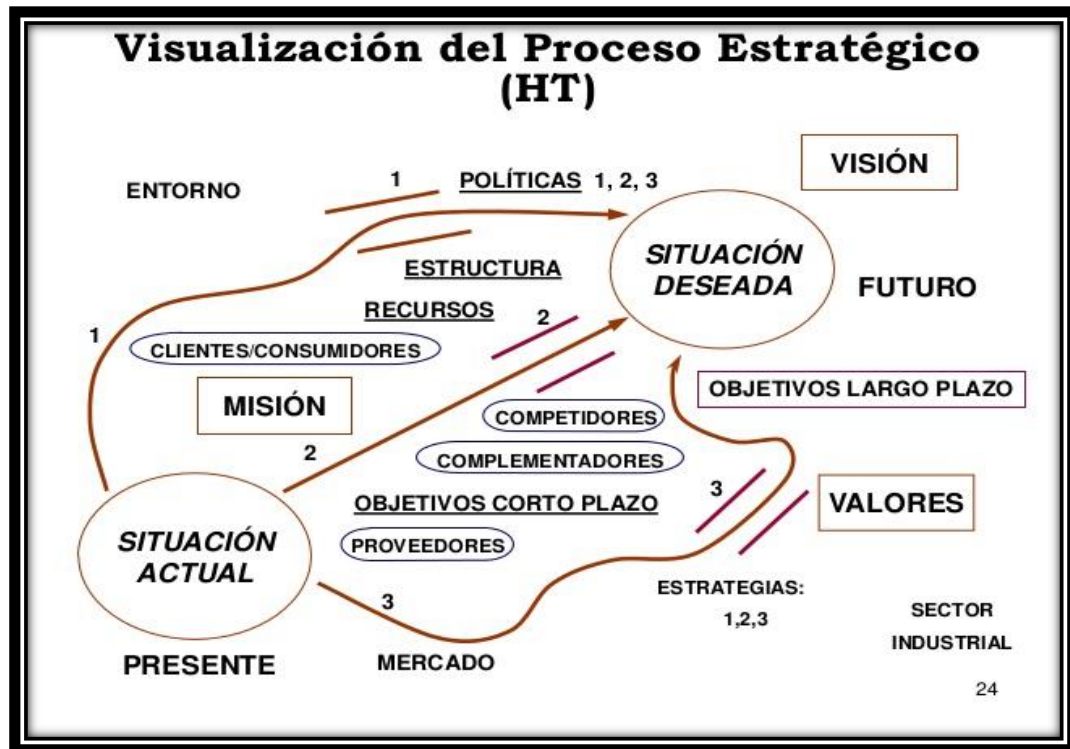 Visualización del Proceso Estratégico
(HT)
VISIÓN
ENTORNO
1
POLÍTICAS 1, 2, 3
SITUACIÓN
DESEADA
FUTURO
ESTRUCTURA
RECURSOS
2
1
CLIENTES/CONSUMIDORES
OBJETIVOS LARGO PLAZO
MISIÓN
COMPETIDORES
2
COMPLEMENTADORES
3
OBJETIVOS CORTO PLAZO
VALORES
SITUACIÓN
ACTUAL
PROVEEDORES
ESTRATEGIAS:
1,2,3
3
SECTOR
INDUSTRIAL
PRESENTE
MERCADO
24